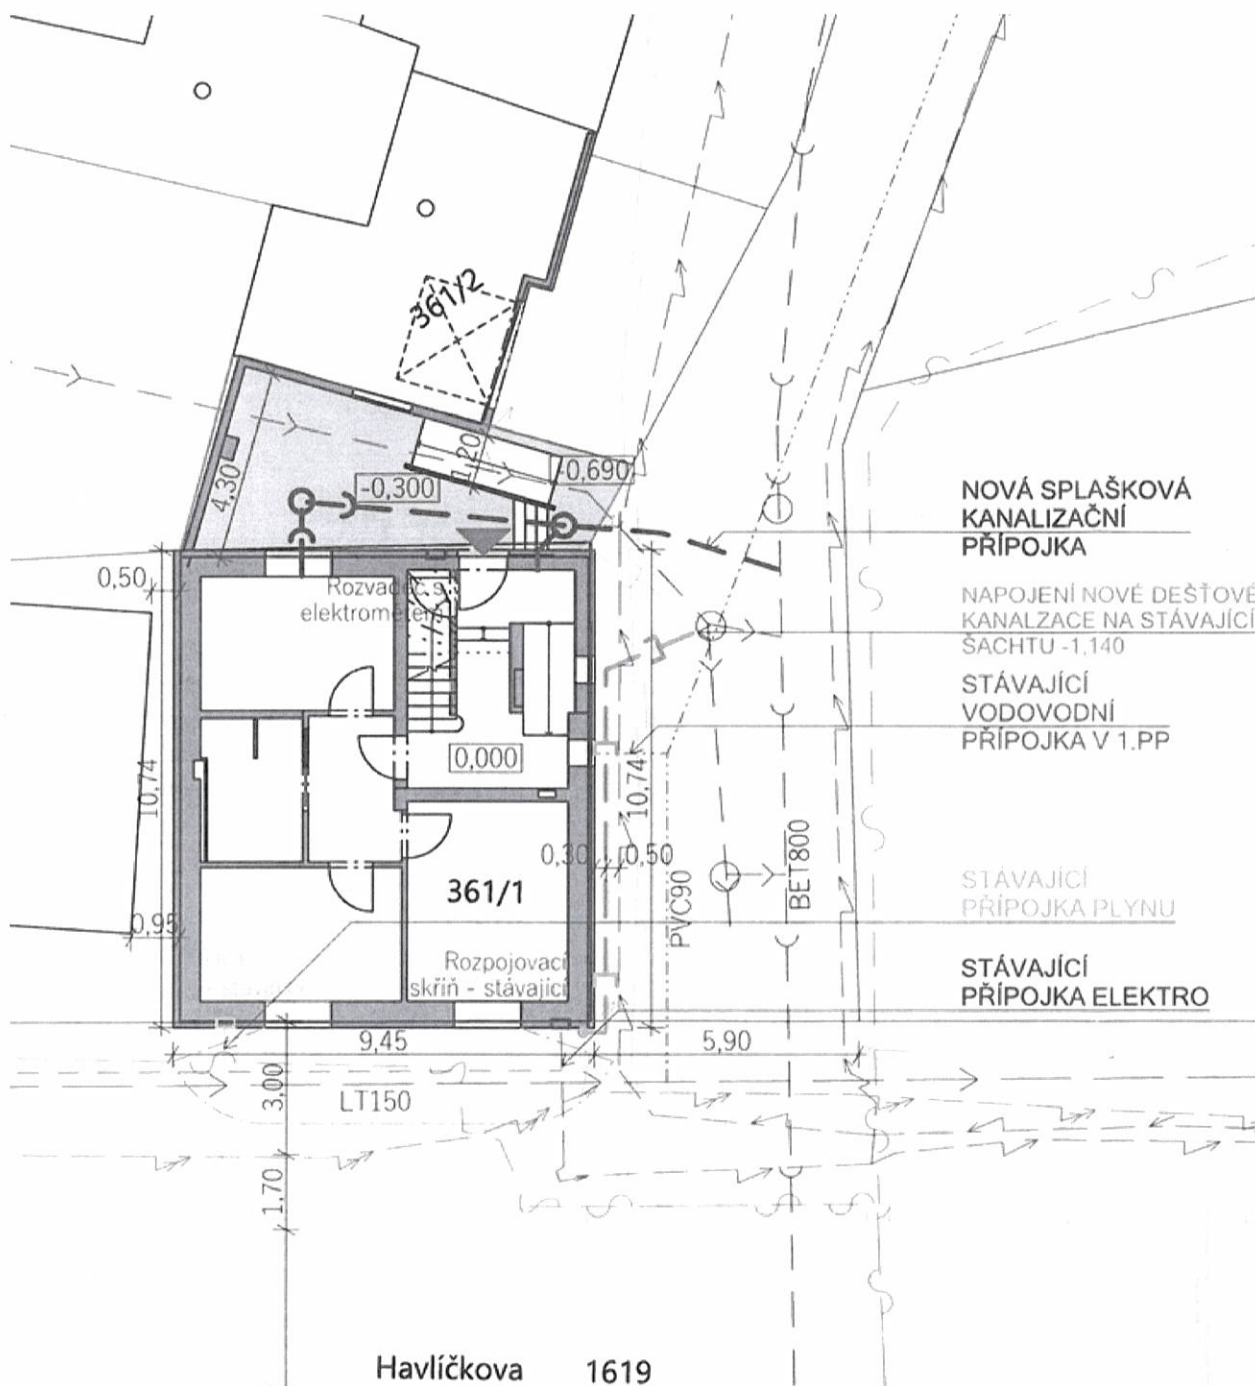 361/2
4,30
1,20
-0,690
-0,300
NOVÁ SPLAŠKOVÁ
KANALIZAČNÍ
PŘÍPOJKA
0,50
Rozvaděč s
NAPOJENÍ NOVÉ DEŠŤOVÉ
KANALZACE NA STÁVAJÍCÍ
ŠACHTU -1,140
STÁVAJÍCÍ
VODOVODNÍ
PŘÍPOJKA V 1.PP
0,000
10,74
10,74
0,30
0,50
BET800
PVC90
361/1
STÁVAJÍCÍ
PŘÍPOJKA PLYNU
0,95
Rozpojovací
skříň - stávající
STÁVAJÍCÍ
PŘÍPOJKA ELEKTRO
9,45
5,90
3,00
LT150
1.70
Havlíčkova 1619